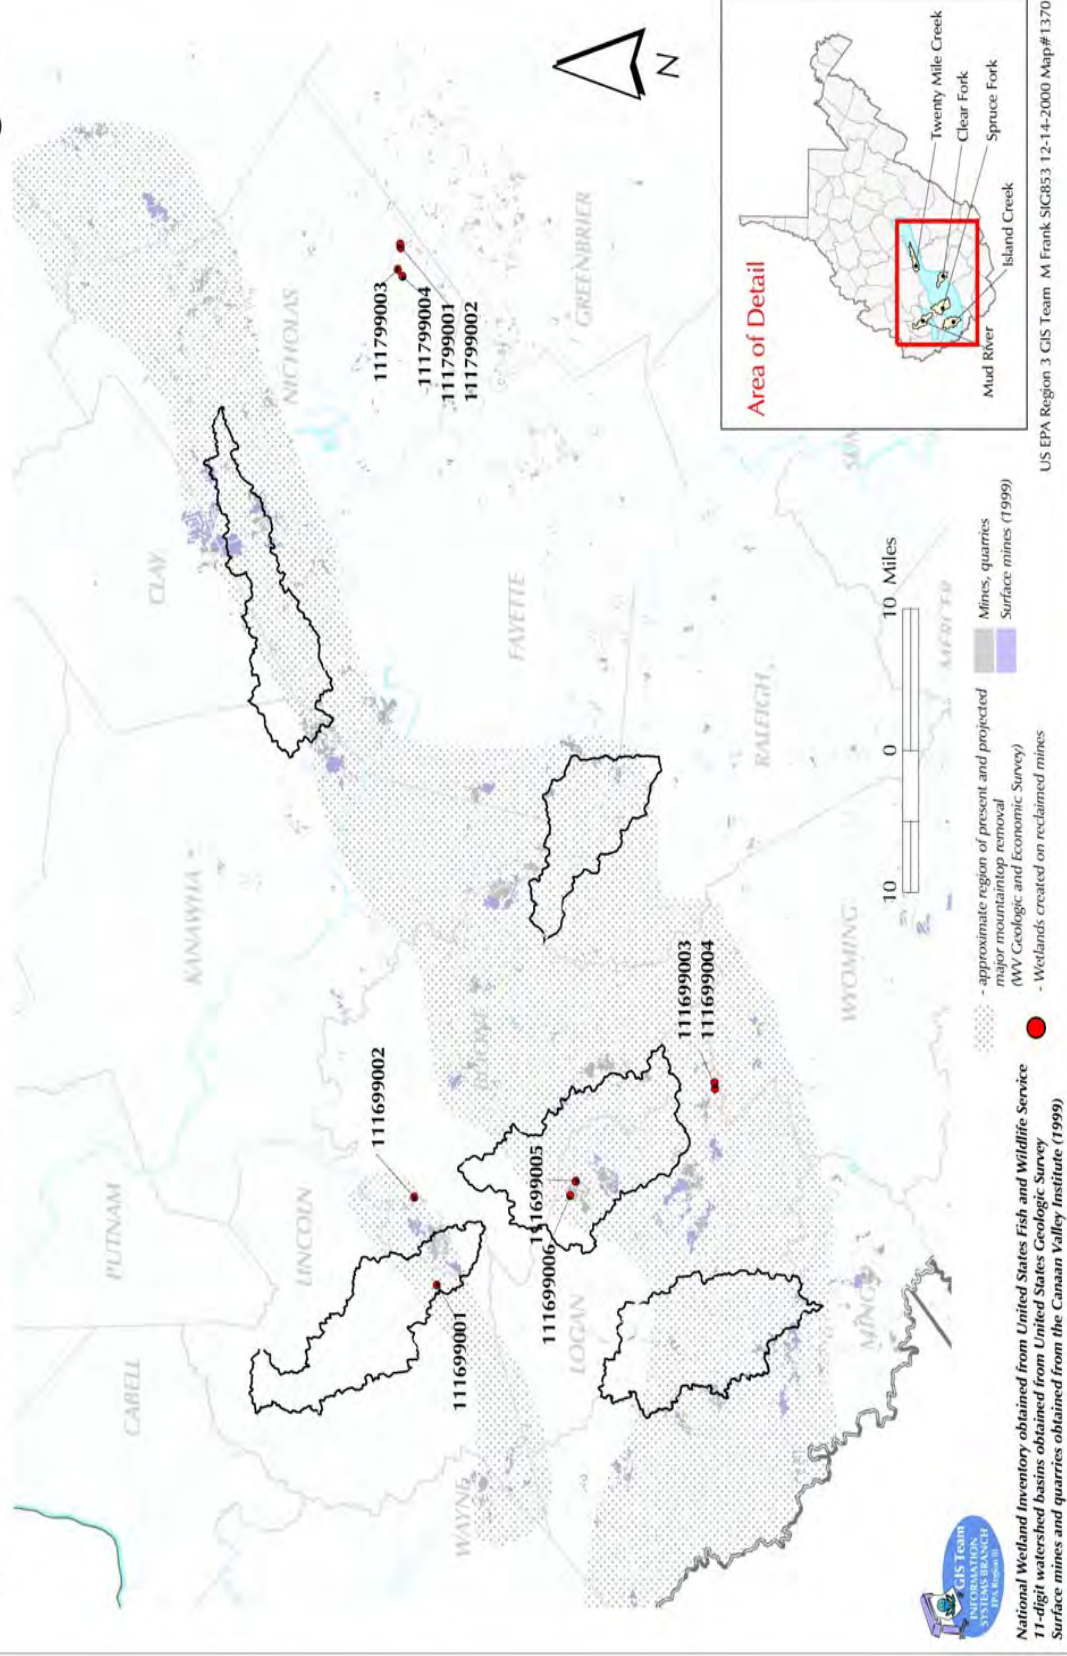 PUTNAM
CABELL
LINCOLN
KANAWHA
CLAY
NICHOLAS
WAYNE
LOGAN
BOONE
FAYETTE
GREENBRIER
RALEIGH
WYOMING
MINGO
MERCER
111699001
111699002
111699006
111699005
111699003
111699004
111799003
111799004
111799001
111799002
N
10 0 10 Miles
Area of Detail
Twenty Mile Creek
Clear Fork
Spruce Fork
Island Creek
Mud River
- approximate region of present and projected
major mountaintop removal
(WV Geologic and Economic Survey)
Mines, quarries
Surface mines (1999)
- Wetlands created on reclaimed mines
GIS Team
INFORMATION
SYSTEMS BRANCH
EPA Region III
National Wetland Inventory obtained from United States Fish and Wildlife Service
11-digit watershed basins obtained from United States Geologic Survey
Surface mines and quarries obtained from the Canaan Valley Institute (1999)
US EPA Region 3 GIS Team M Frank SIG853 12-14-2000 Map#1370